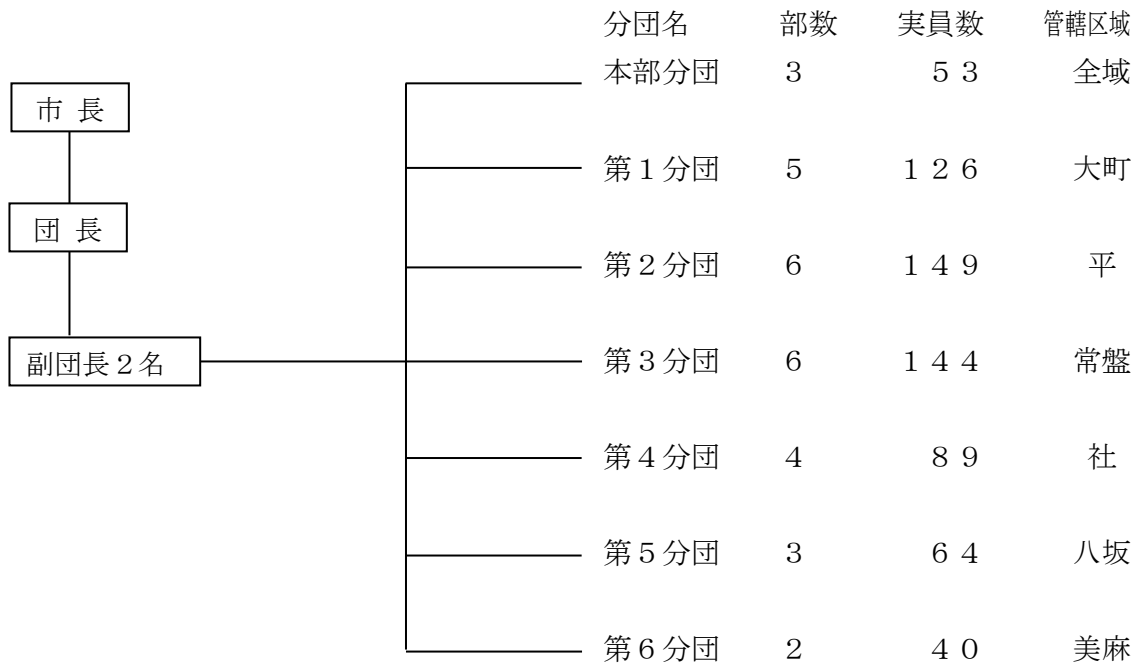 分団名 部数 実員数 管轄区域
本部分団 ３ ５３ 全域
市 長
第１分団 ５ １２６ 大町
団 長
第２分団 ６ １４９ 平
副団長２名
第３分団 ６ １４４ 常盤
第４分団 ４ ８９ 社
第５分団 ３ ６４ 八坂
第６分団 ２ ４０ 美麻